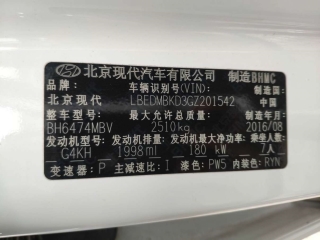 北京现代汽车有限公司 制造BHMC
品牌: 车辆识别号(VIN): 制造国:
北京现代 LBEDMBKD3GZ201542 中国
整车型号: 最大允许总质量: 制造年月:
BH6474MBV 2510kg 2016/08
发动机型号: 发动机排量: 发动机最大净功率: 乘坐人数:
G4KH 1998ml 180 kW 7人
变速器: P 主减速比: I 漆色: PW5 内装色: RYN